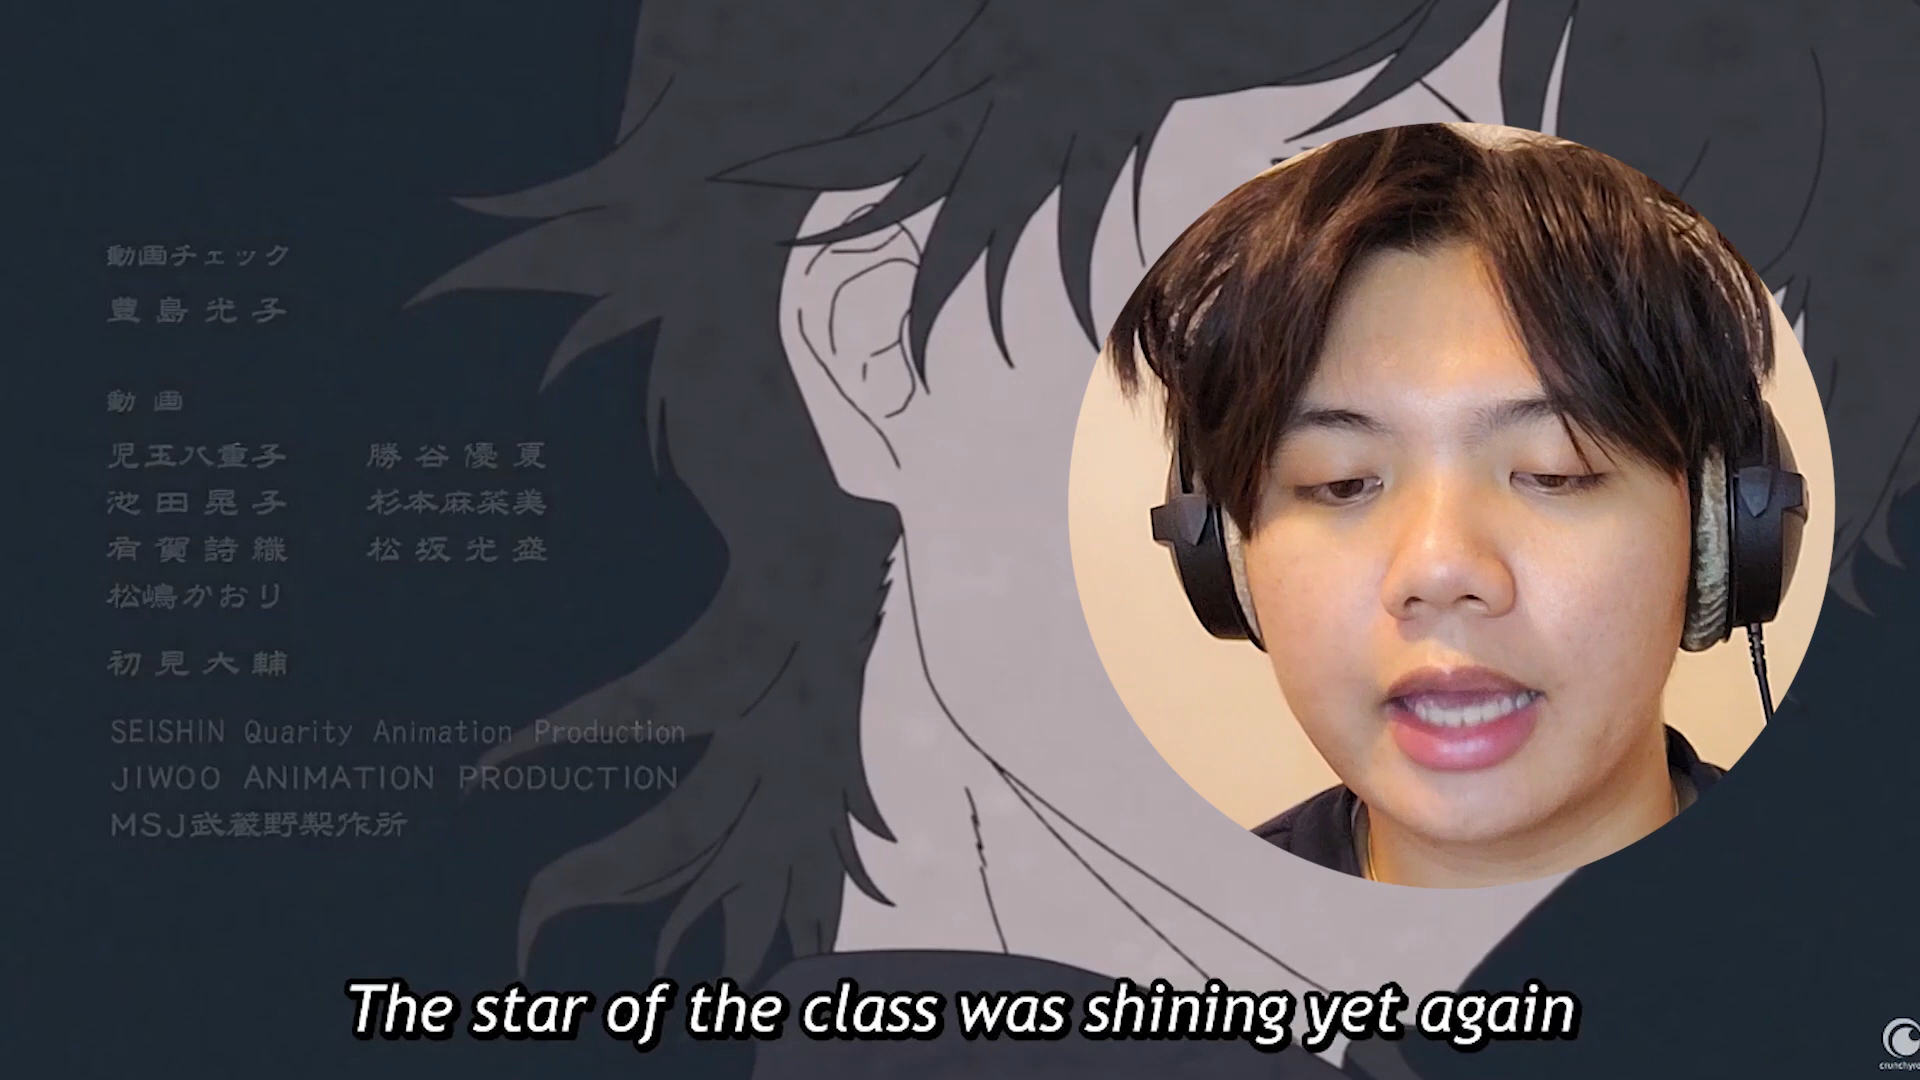 動画チェック
豊島光子
動画
児玉八重子 勝谷優夏
池田晃子 杉本麻菜美
有賀詩織 松坂光盛
松嶋かおり
初見大輔
SEISHIN Quarity Animation Production
JIWOO ANIMATION PRODUCTION
MSJ武蔵野製作所
The star of the class was shining yet again